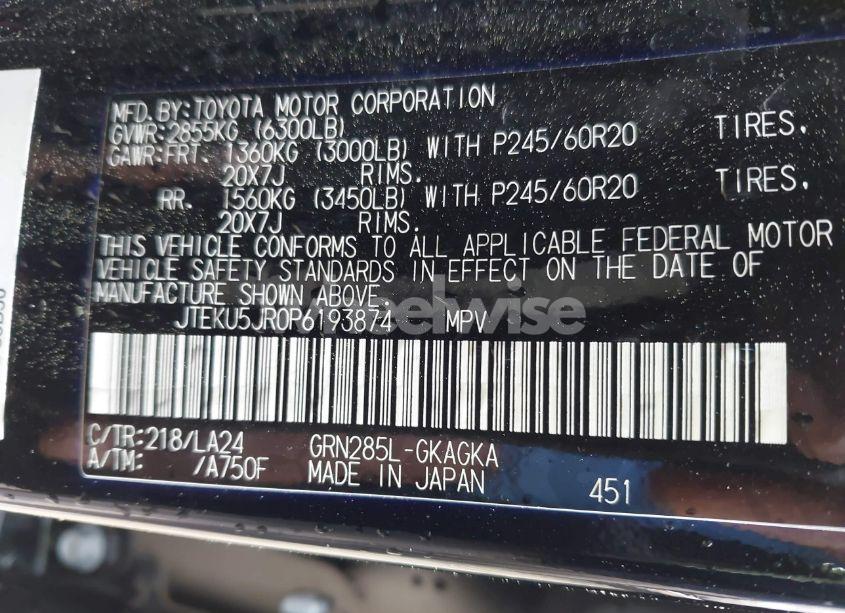 MFD.BY:TOYOTA MOTOR CORPORATION
GVWR:2855KG (6300LB)
GAWR:FRT. 1360KG (3000LB) WITH P245/60R20 TIRES.
20X7J RIMS.
RR. 1560KG (3450LB) WITH P245/60R20 TIRES.
20X7J RIMS.
THIS VEHICLE CONFORMS TO ALL APPLICABLE FEDERAL MOTOR
VEHICLE SAFETY STANDARDS IN EFFECT ON THE DATE OF
MANUFACTURE SHOWN ABOVE.
JTEKU5JR0P6193874 MPV
C/TR:218/LA24 GRN285L-GKAGKA
A/TM: /A750F MADE IN JAPAN 451